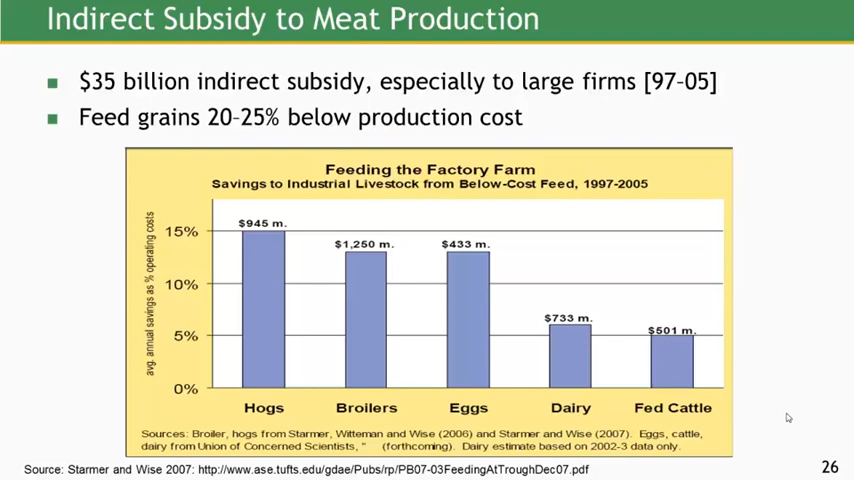 Indirect Subsidy to Meat Production
$35 billion indirect subsidy, especially to large firms [97–05]
Feed grains 20–25% below production cost
Feeding the Factory Farm
Savings to Industrial Livestock from Below-Cost Feed, 1997-2005
avg. annual savings as % operating costs
15%
10%
5%
0%
$945 m.
$1,250 m.
$433 m.
$733 m.
$501 m.
Hogs
Broilers
Eggs
Dairy
Fed Cattle
Sources: Broiler, hogs from Starmer, Witteman and Wise (2006) and Starmer and Wise (2007). Eggs, cattle,
dairy from Union of Concerned Scientists, " (forthcoming). Dairy estimate based on 2002-3 data only.
Source: Starmer and Wise 2007: http://www.ase.tufts.edu/gdae/Pubs/rp/PB07-03FeedingAtTroughDec07.pdf
26